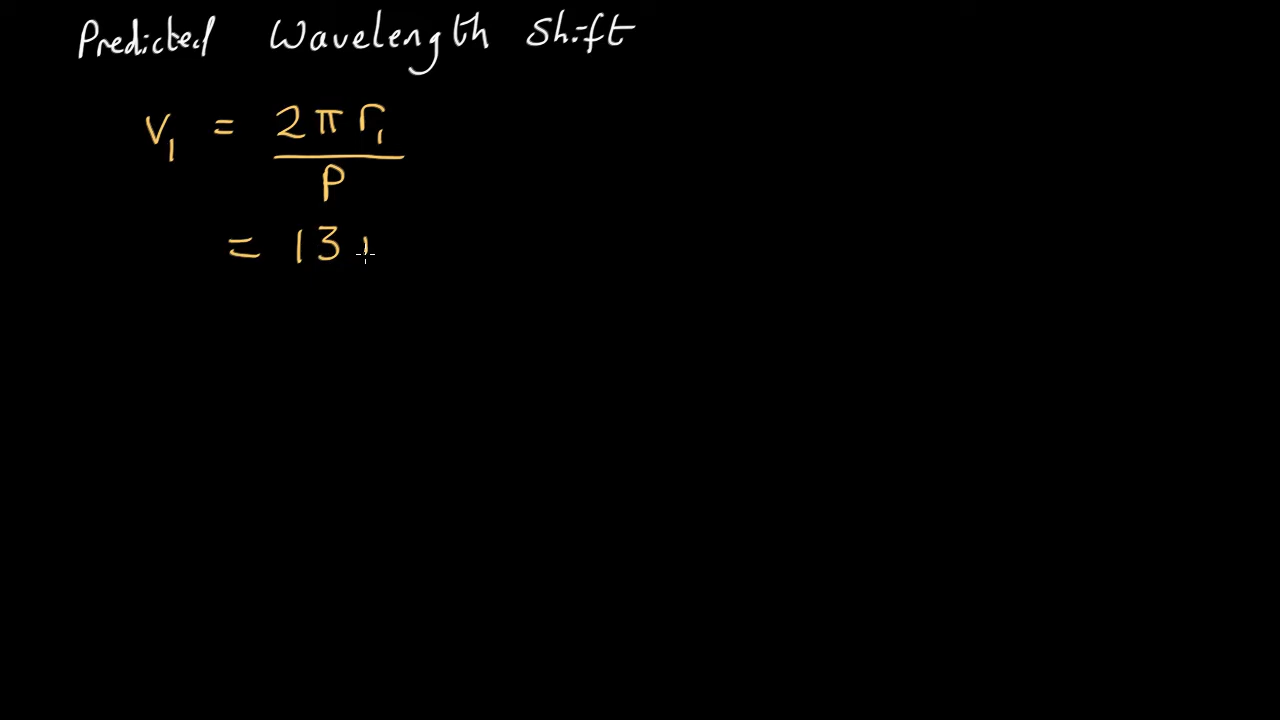 Predicted Wavelength Shift
V₁ = 2πr₁
P
= 13